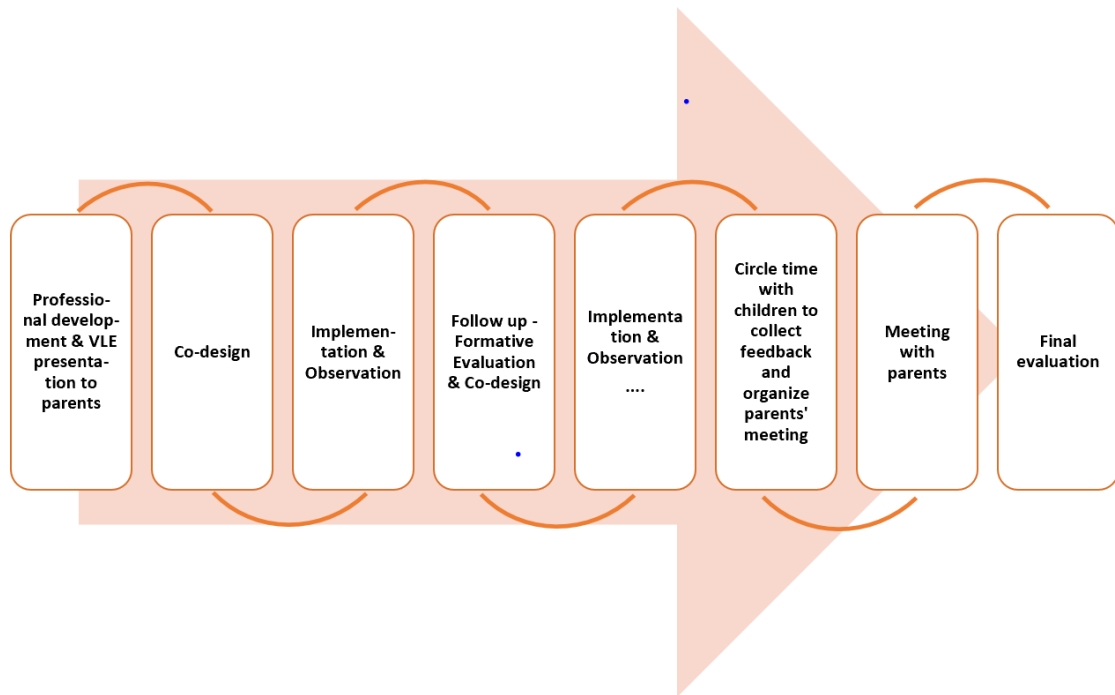 Professio-
nal develop-
ment & VLE
presenta-
tion to
parents
Co-design
Implemen-
tation &
Observation
Follow up -
Formative
Evaluation
& Co-design
Implementa
tion &
Observation
....
Circle time
with
children to
collect
feedback
and
organize
parents'
meeting
Meeting
with
parents
Final
evaluation